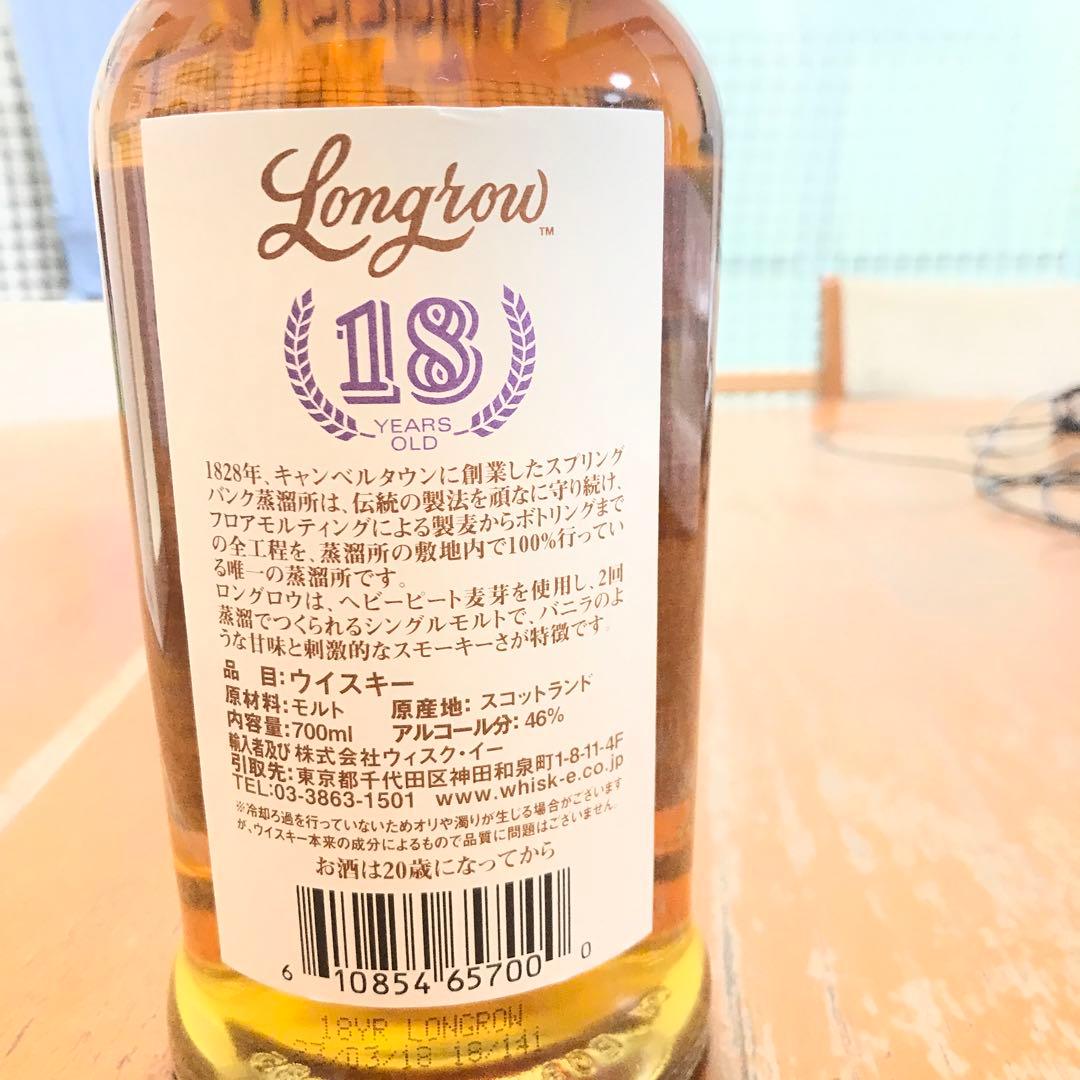 Longrow™
18
YEARS
OLD
1828年、キャンベルタウンに創業したスプリング
バンク蒸溜所は、伝統の製法を頑なに守り続け、
フロアモルティングによる製麦からボトリングまで
の全工程を、蒸溜所の敷地内で100%行ってい
る唯一の蒸溜所です。
ロングロウは、ヘビーピート麦芽を使用し、2回
蒸溜でつくられるシングルモルトで、バニラのよ
うな甘味と刺激的なスモーキーさが特徴です。
品 目:ウイスキー
原材料:モルト 原産地:スコットランド
内容量:700ml アルコール分:46%
輸入者及び 株式会社ウィスク・イー
引取先:東京都千代田区神田和泉町1-8-11-4F
TEL:03-3863-1501 www.whisk-e.co.jp
※冷却ろ過を行っていないためオリや濁りが生じる場合がございます
が、ウイスキー本来の成分によるもので品質に問題はございません。
お酒は20歳になってから
6 10854 65700 0
18YR LONGROW
/03/18 18/141